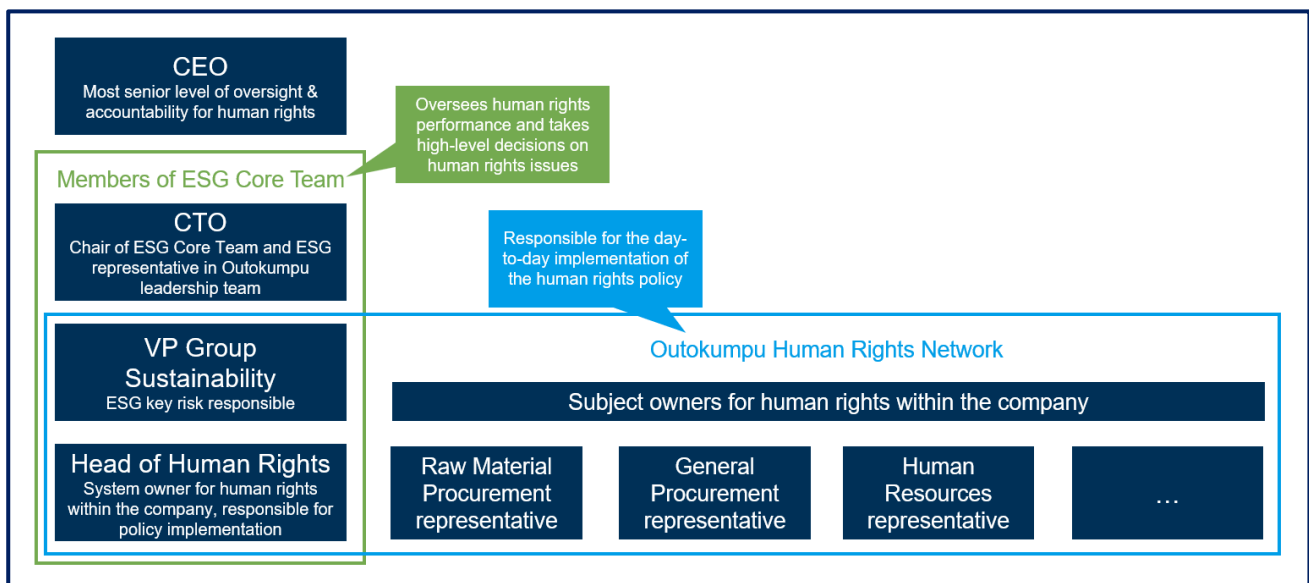 CEO
Most senior level of oversight &
accountability for human rights
Oversees human rights
performance and takes
high-level decisions on
human rights issues
Members of ESG Core Team
CTO
Chair of ESG Core Team and ESG
representative in Outokumpu
leadership team
Responsible for the day-
to-day implementation of
the human rights policy
VP Group
Sustainability
ESG key risk responsible
Outokumpu Human Rights Network
Subject owners for human rights within the company
Head of Human Rights
System owner for human rights
within the company, responsible for
policy implementation
Raw Material
Procurement
representative
General
Procurement
representative
Human
Resources
representative
...